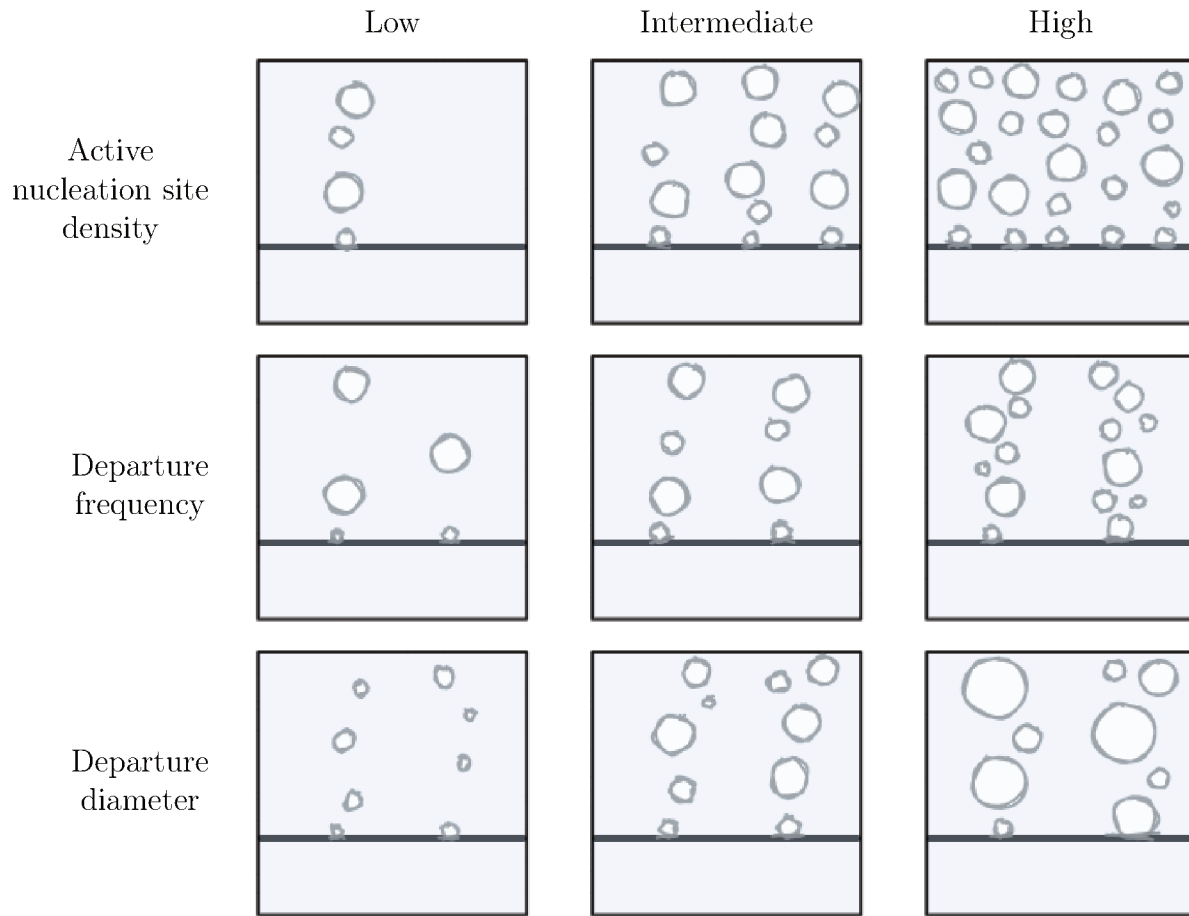 Low
Intermediate
High
Active
nucleation site
density
Departure
frequency
Departure
diameter